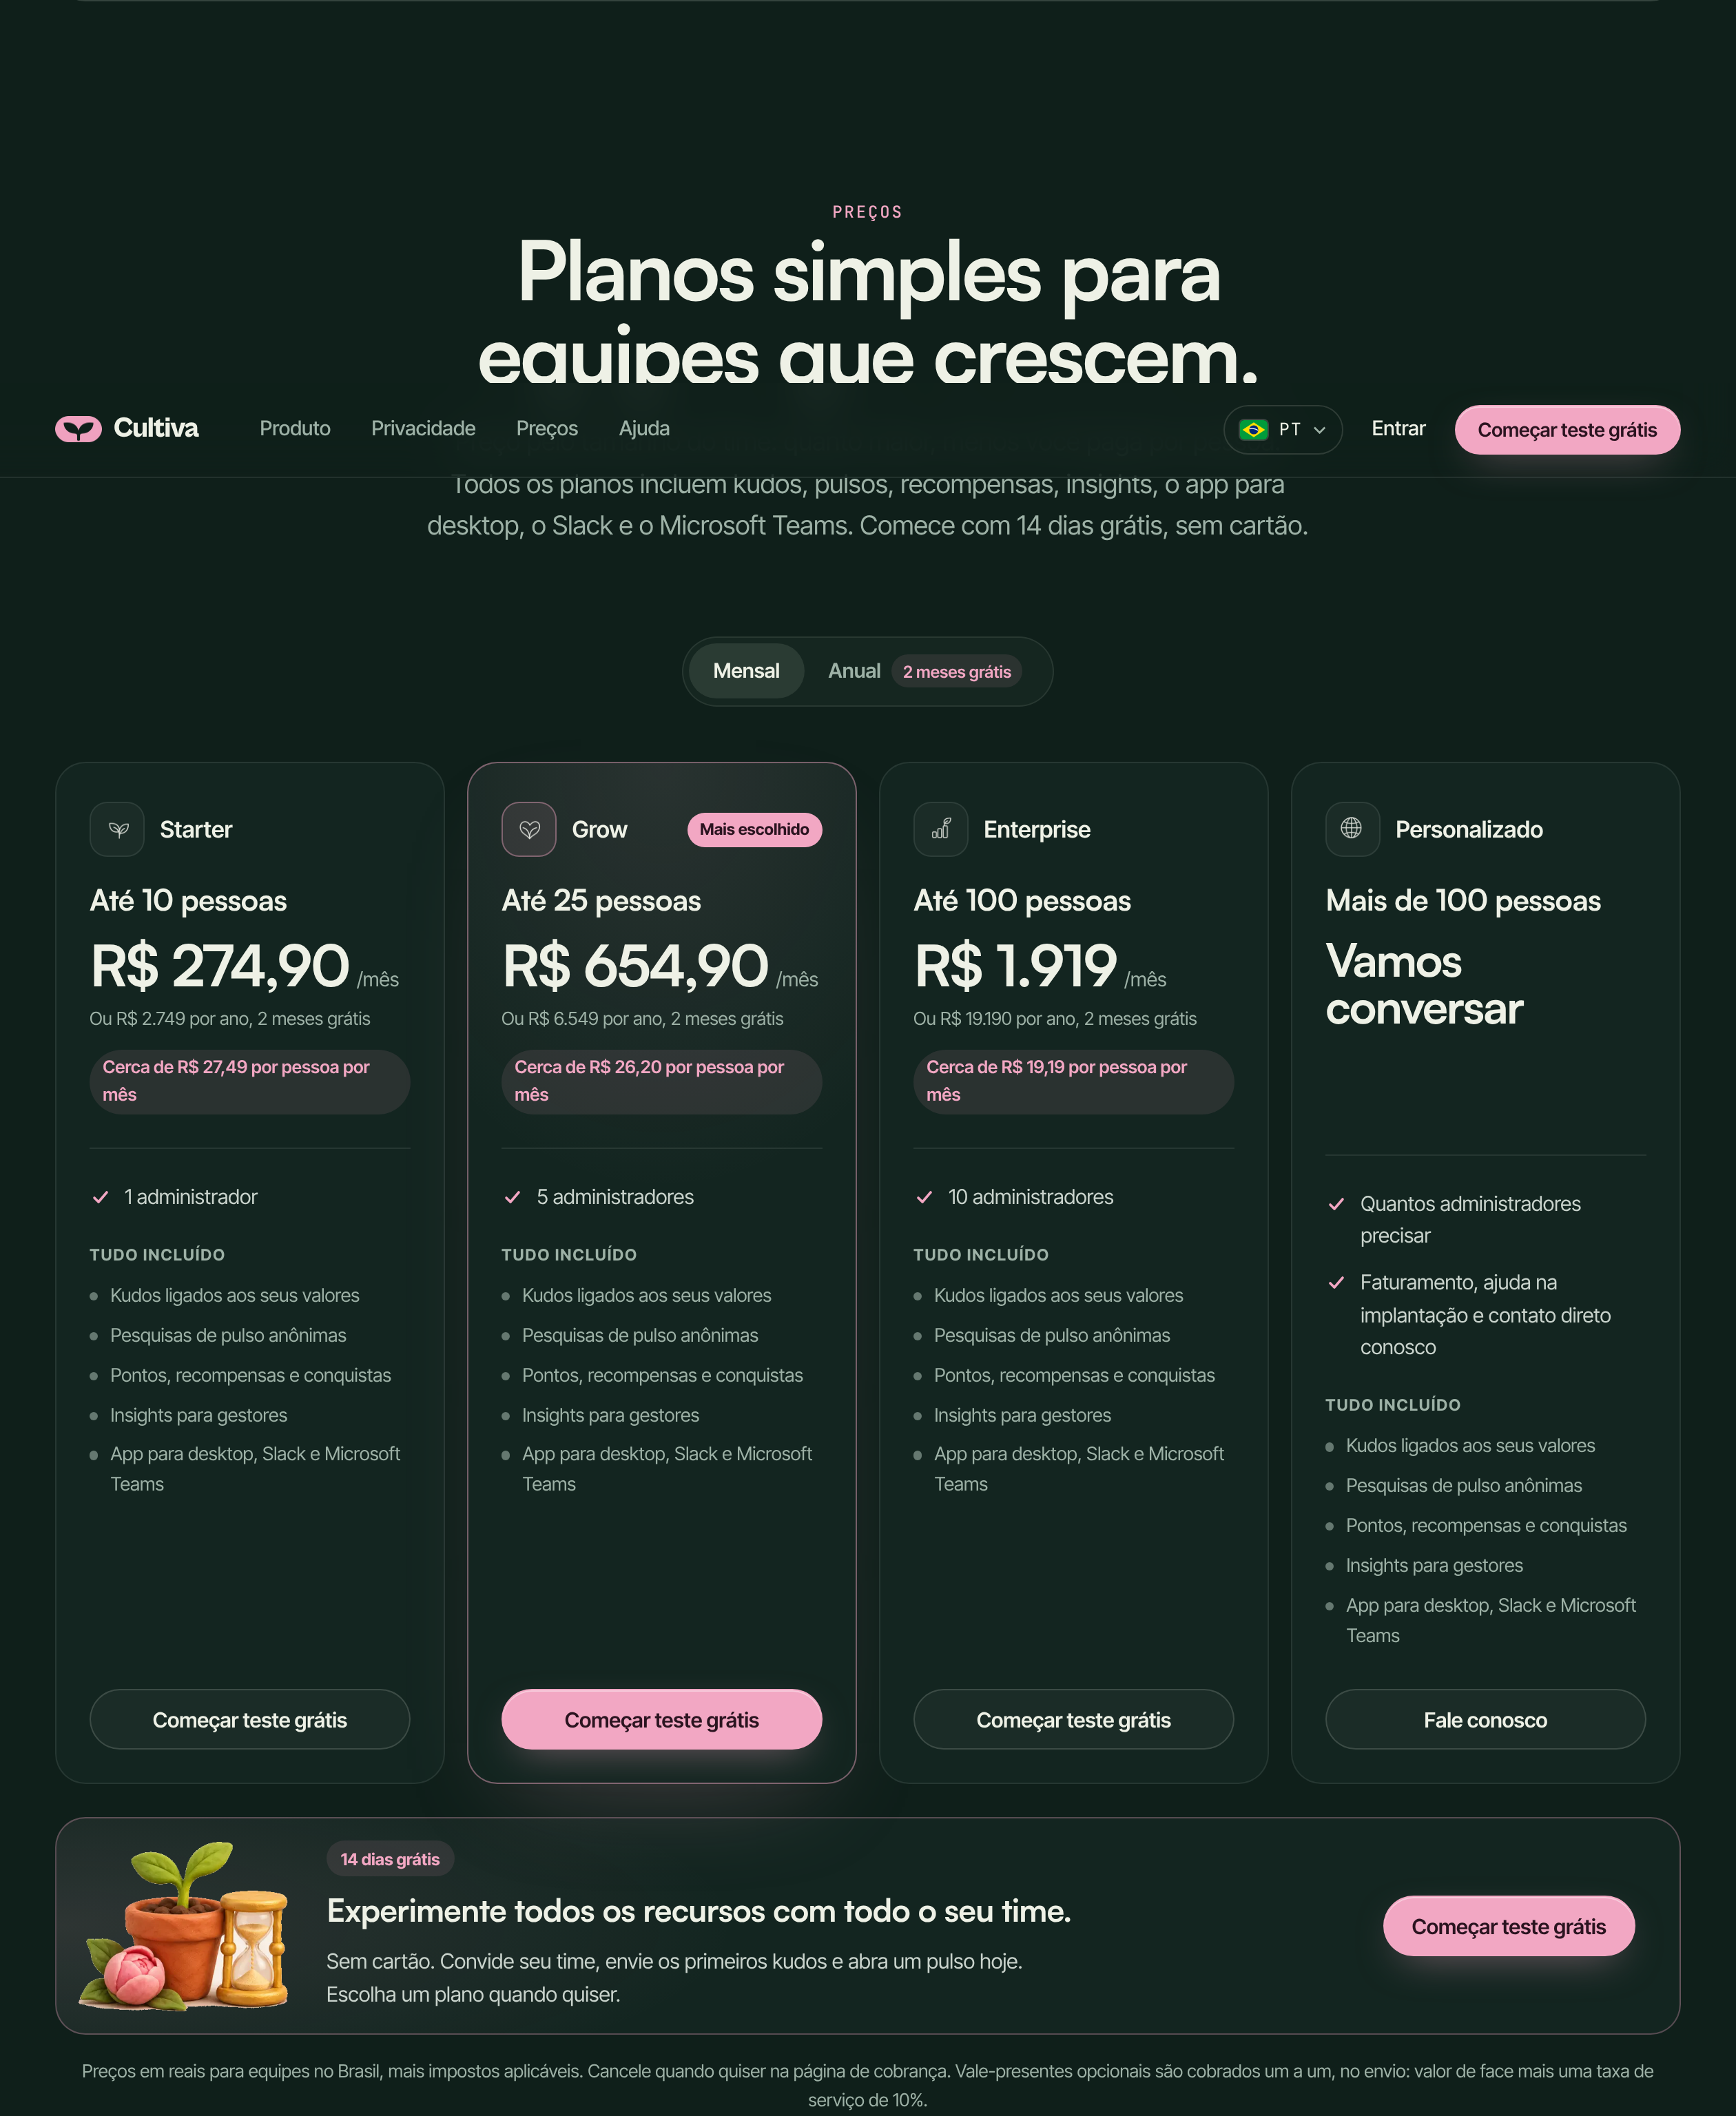 PREÇOS
Planos simples para
equipes que crescem.
Cultiva
Produto
Privacidade
Preços
Ajuda
PT
Entrar
Começar teste grátis
Todos os planos incluem kudos, pulsos, recompensas, insights, o app para
desktop, o Slack e o Microsoft Teams. Comece com 14 dias grátis, sem cartão.
Mensal
Anual
2 meses grátis
Starter
Até 10 pessoas
R$ 274,90 /mês
Ou R$ 2.749 por ano, 2 meses grátis
Cerca de R$ 27,49 por pessoa por
mês
1 administrador
TUDO INCLUÍDO
Kudos ligados aos seus valores
Pesquisas de pulso anônimas
Pontos, recompensas e conquistas
Insights para gestores
App para desktop, Slack e Microsoft
Teams
Começar teste grátis
Grow
Mais escolhido
Até 25 pessoas
R$ 654,90 /mês
Ou R$ 6.549 por ano, 2 meses grátis
Cerca de R$ 26,20 por pessoa por
mês
5 administradores
TUDO INCLUÍDO
Kudos ligados aos seus valores
Pesquisas de pulso anônimas
Pontos, recompensas e conquistas
Insights para gestores
App para desktop, Slack e Microsoft
Teams
Começar teste grátis
Enterprise
Até 100 pessoas
R$ 1.919 /mês
Ou R$ 19.190 por ano, 2 meses grátis
Cerca de R$ 19,19 por pessoa por
mês
10 administradores
TUDO INCLUÍDO
Kudos ligados aos seus valores
Pesquisas de pulso anônimas
Pontos, recompensas e conquistas
Insights para gestores
App para desktop, Slack e Microsoft
Teams
Começar teste grátis
Personalizado
Mais de 100 pessoas
Vamos
conversar
Quantos administradores
precisar
Faturamento, ajuda na
implantação e contato direto
conosco
TUDO INCLUÍDO
Kudos ligados aos seus valores
Pesquisas de pulso anônimas
Pontos, recompensas e conquistas
Insights para gestores
App para desktop, Slack e Microsoft
Teams
Fale conosco
14 dias grátis
Experimente todos os recursos com todo o seu time.
Sem cartão. Convide seu time, envie os primeiros kudos e abra um pulso hoje.
Escolha um plano quando quiser.
Começar teste grátis
Preços em reais para equipes no Brasil, mais impostos aplicáveis. Cancele quando quiser na página de cobrança. Vale-presentes opcionais são cobrados um a um, no envio: valor de face mais uma taxa de
serviço de 10%.